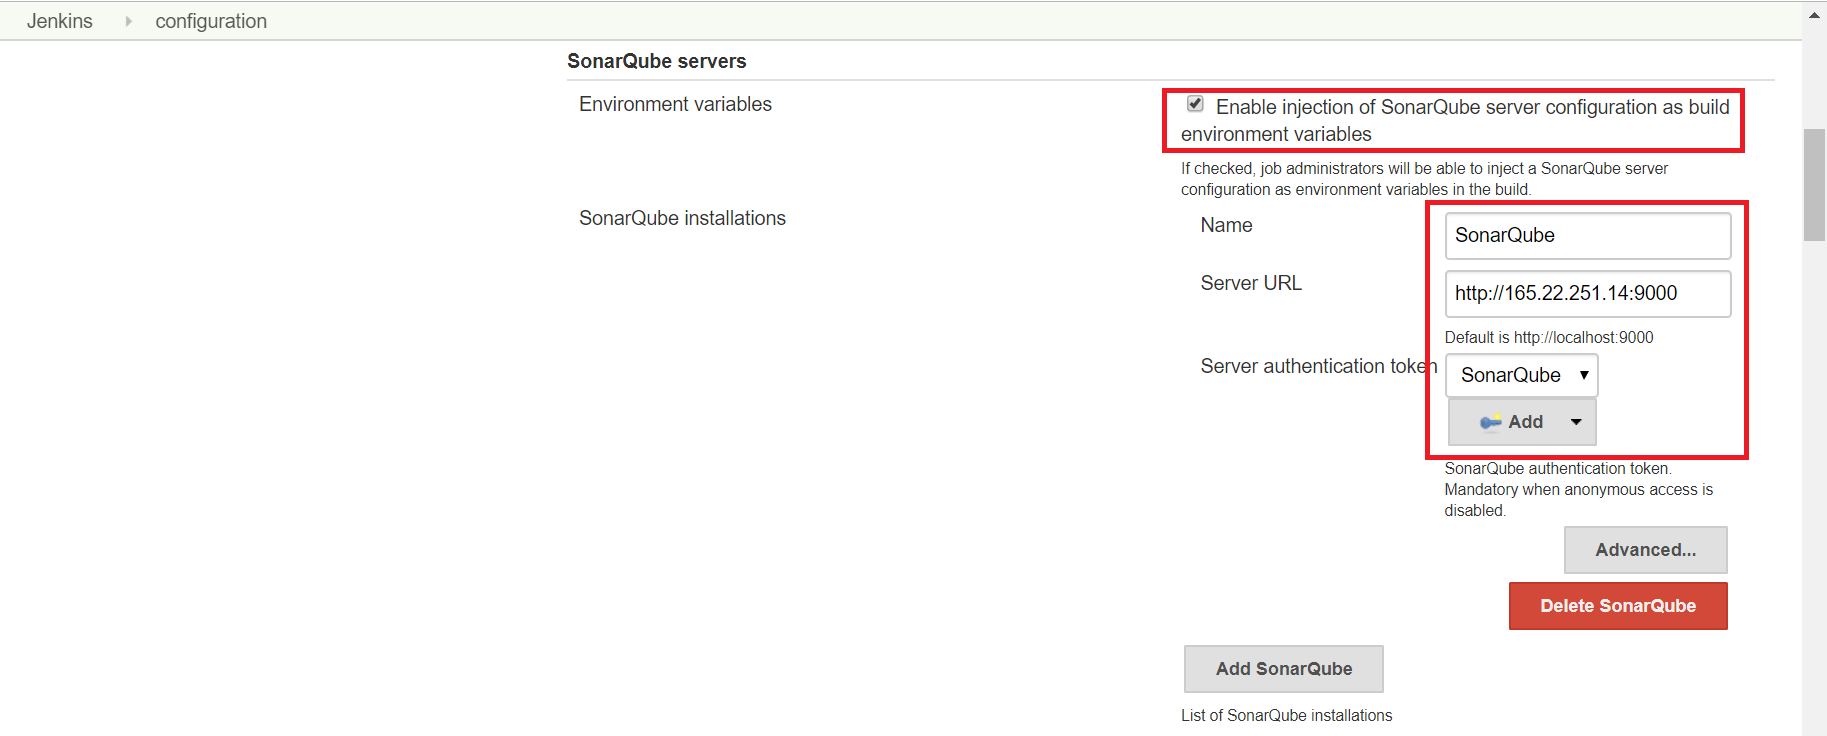 Jenkins configuration
SonarQube servers
Environment variables
Enable injection of SonarQube server configuration as build
environment variables
If checked, job administrators will be able to inject a SonarQube server
configuration as environment variables in the build.
SonarQube installations
Name
SonarQube
Server URL
http://165.22.251.14:9000
Default is http://localhost:9000
Server authentication token
SonarQube
Add
SonarQube authentication token.
Mandatory when anonymous access is
disabled.
Advanced...
Delete SonarQube
Add SonarQube
List of SonarQube installations